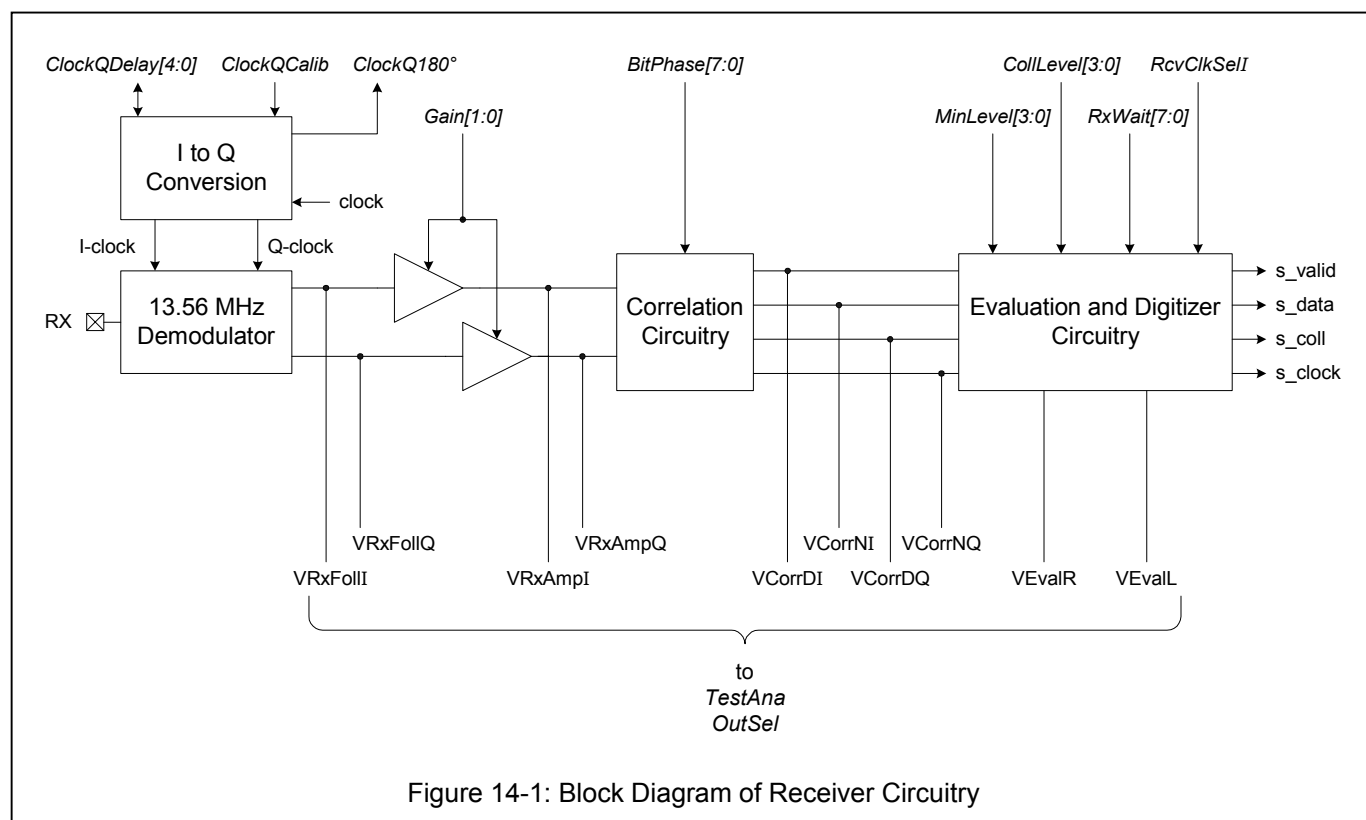 ClockQDelay[4:0]
ClockQCalib
ClockQ180°
BitPhase[7:0]
CollLevel[3:0]
RcvClkSelI
Gain[1:0]
MinLevel[3:0]
RxWait[7:0]
I to Q
Conversion
clock
I-clock
Q-clock
13.56 MHz
Demodulator
RX
Correlation
Circuitry
Evaluation and Digitizer
Circuitry
s_valid
s_data
s_coll
s_clock
VRxFollQ
VRxAmpQ
VCorrNI
VCorrNQ
VRxFollI
VRxAmpI
VCorrDI
VCorrDQ
VEvalR
VEvalL
to
TestAna
OutSel
Figure 14-1: Block Diagram of Receiver Circuitry